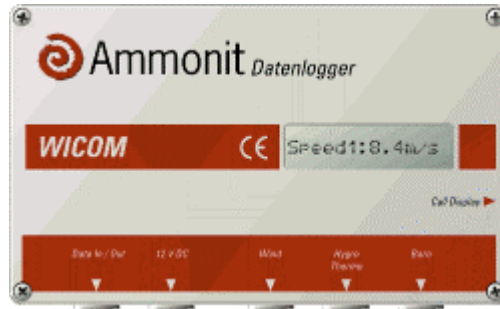 Ammonit Datenlogger
WICOM CE Speed1:8.4m/s
Call Display
Data In / Out 12 V DC Wind Hygro Thermo Baro